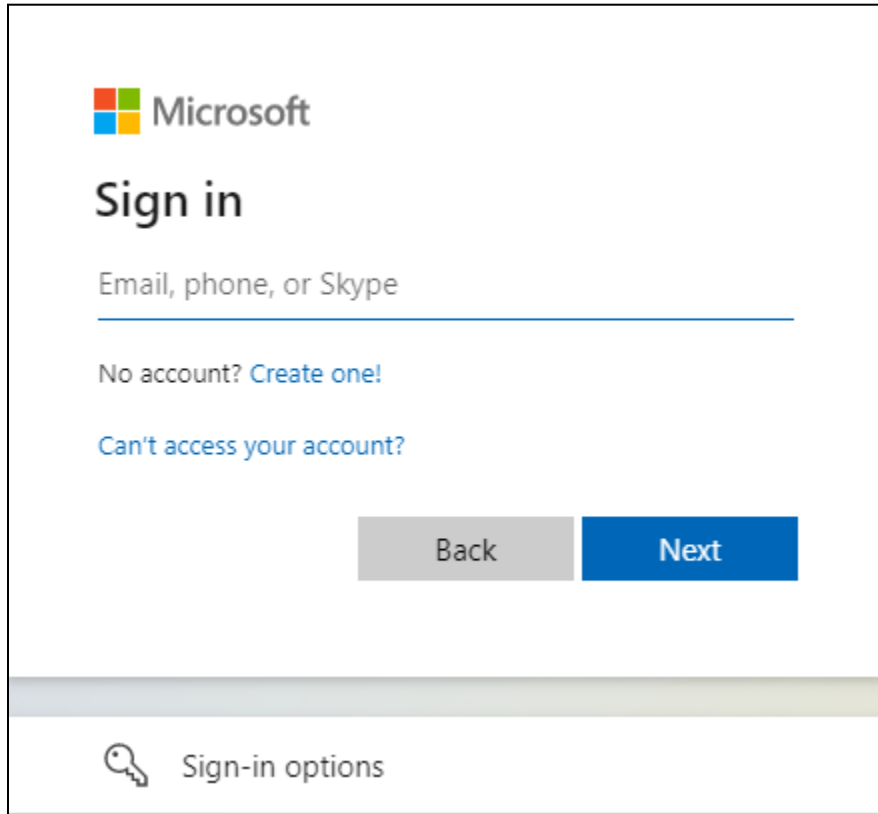 Microsoft
Sign in
Email, phone, or Skype
No account? Create one!
Can't access your account?
Back Next
Sign-in options